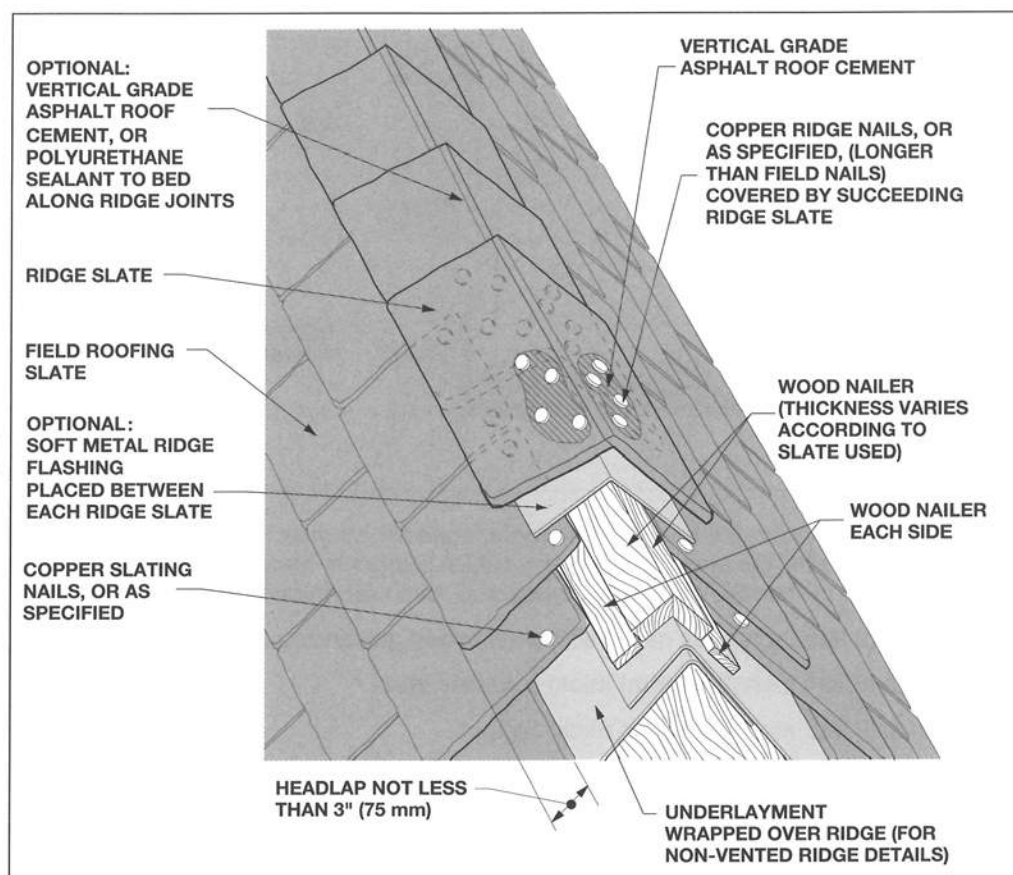 OPTIONAL:
VERTICAL GRADE
ASPHALT ROOF
CEMENT, OR
POLYURETHANE
SEALANT TO BED
ALONG RIDGE JOINTS
RIDGE SLATE
FIELD ROOFING
SLATE
OPTIONAL:
SOFT METAL RIDGE
FLASHING
PLACED BETWEEN
EACH RIDGE SLATE
COPPER SLATING
NAILS, OR AS
SPECIFIED
HEADLAP NOT LESS
THAN 3" (75 mm)
VERTICAL GRADE
ASPHALT ROOF CEMENT
COPPER RIDGE NAILS, OR
AS SPECIFIED, (LONGER
THAN FIELD NAILS)
COVERED BY SUCCEEDING
RIDGE SLATE
WOOD NAILER
(THICKNESS VARIES
ACCORDING TO
SLATE USED)
WOOD NAILER
EACH SIDE
UNDERLAYMENT
WRAPPED OVER RIDGE (FOR
NON-VENTED RIDGE DETAILS)